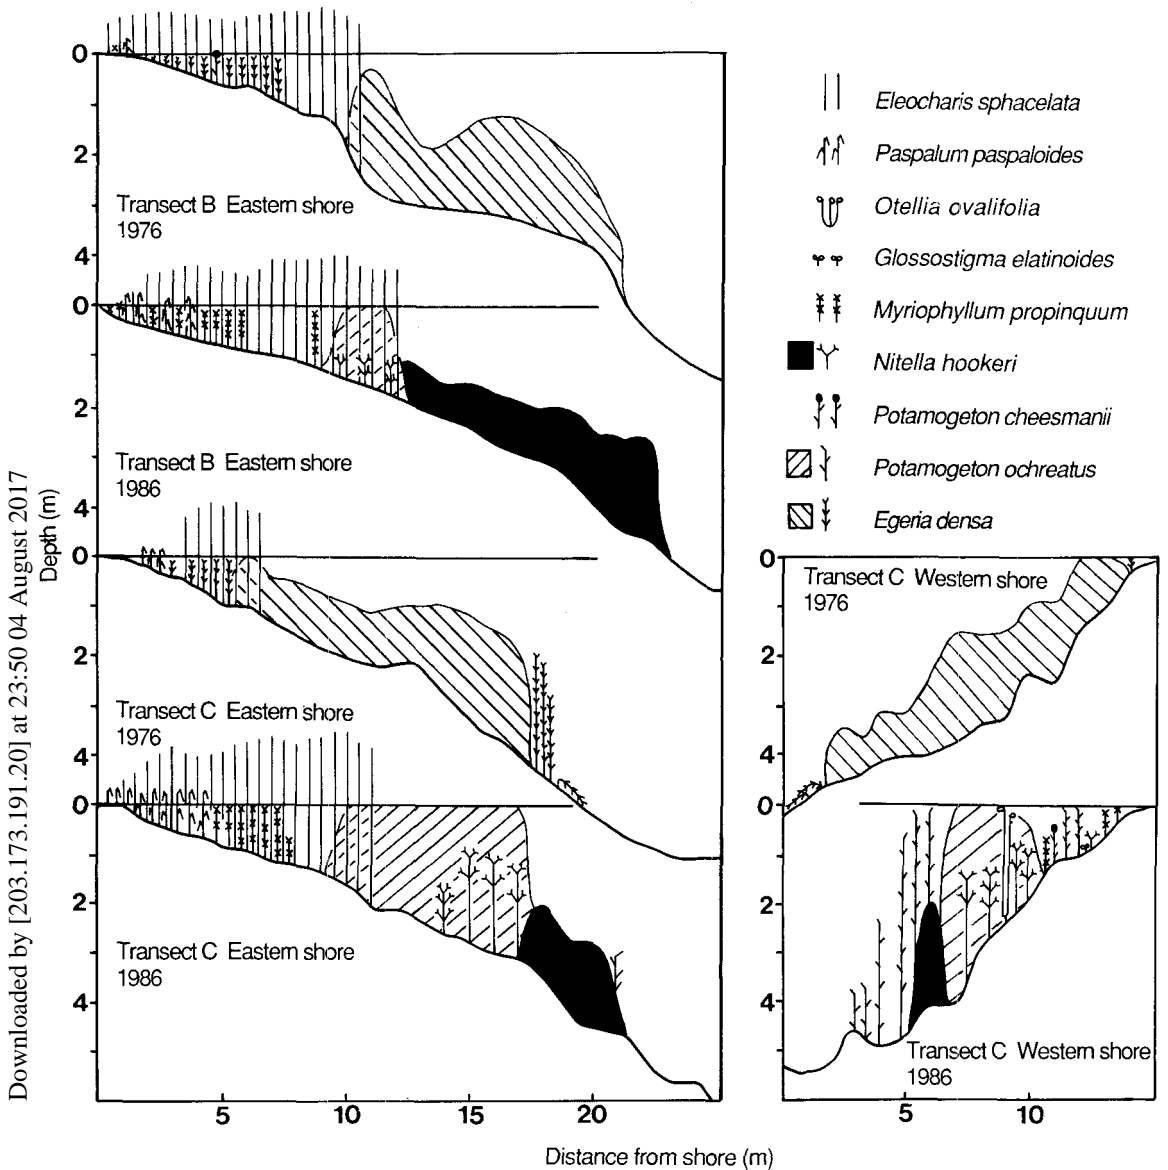 0
2
4
Transect B Eastern shore
1976
0
2
4
Transect B Eastern shore
1986
0
2
4
Transect C Eastern shore
1976
0
2
4
Transect C Eastern shore
1986
5
10
15
20
Depth (m)
Eleocharis sphacelata
Paspalum paspaloides
Otellia ovalifolia
Glossostigma elatinoides
Myriophyllum propinquum
Nitella hookeri
Potamogeton cheesmanii
Potamogeton ochreatus
Egeria densa
0
2
4
Transect C Western shore
1976
0
2
4
Transect C Western shore
1986
5
10
Distance from shore (m)
Downloaded by [203.173.191.20] at 23:50 04 August 2017